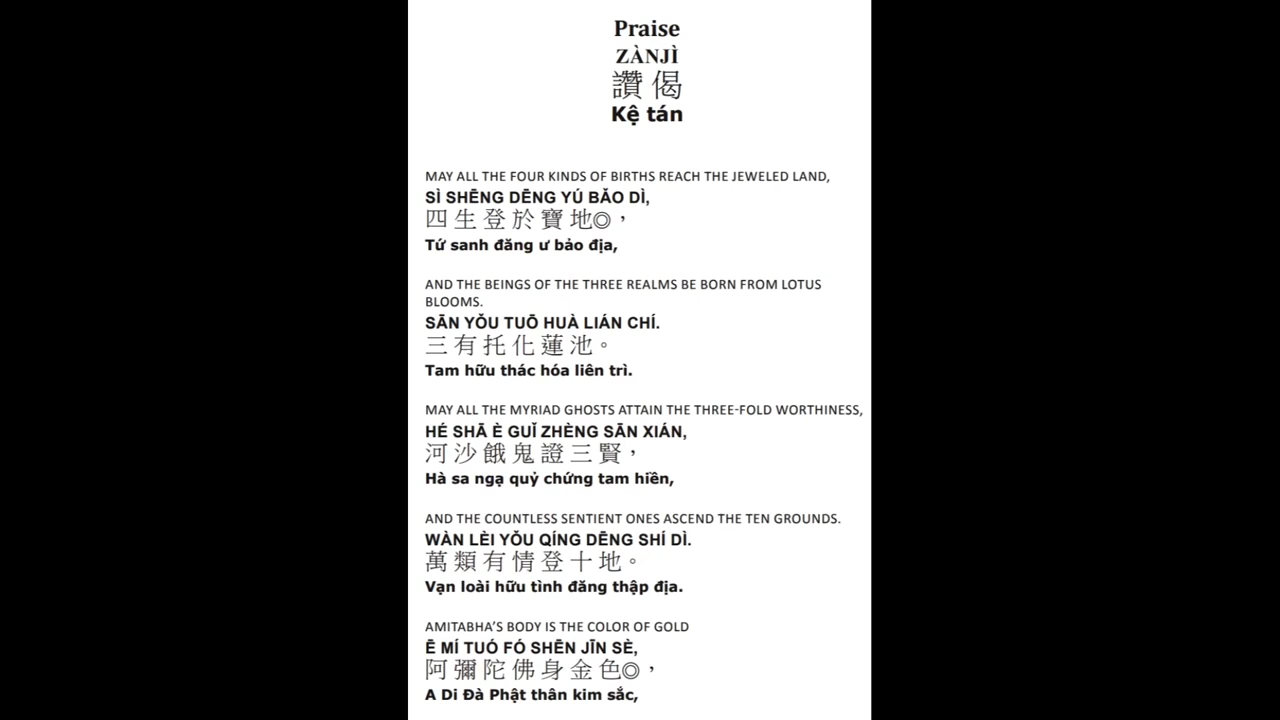 Praise
ZÀNJÌ
讚 偈
Kệ tán
MAY ALL THE FOUR KINDS OF BIRTHS REACH THE JEWELED LAND,
SÌ SHĒNG DĒNG YÚ BǍO DÌ,
四 生 登 於 寶 地◎，
Tứ sanh đăng ư bảo địa,
AND THE BEINGS OF THE THREE REALMS BE BORN FROM LOTUS
BLOOMS.
SĀN YǑU TUŌ HUÀ LIÁN CHÍ.
三 有 托 化 蓮 池。
Tam hữu thác hóa liên trì.
MAY ALL THE MYRIAD GHOSTS ATTAIN THE THREE-FOLD WORTHINESS,
HÉ SHĀ È GUǏ ZHÈNG SĀN XIÁN,
河 沙 餓 鬼 證 三 賢，
Hà sa ngạ quỷ chứng tam hiền,
AND THE COUNTLESS SENTIENT ONES ASCEND THE TEN GROUNDS.
WÀN LÈI YǑU QÍNG DĒNG SHÍ DÌ.
萬 類 有 情 登 十 地。
Vạn loài hữu tình đăng thập địa.
AMITABHA’S BODY IS THE COLOR OF GOLD
Ē MÍ TUÓ FÓ SHĒN JĪN SÈ,
阿 彌 陀 佛 身 金 色◎，
A Di Đà Phật thân kim sắc,